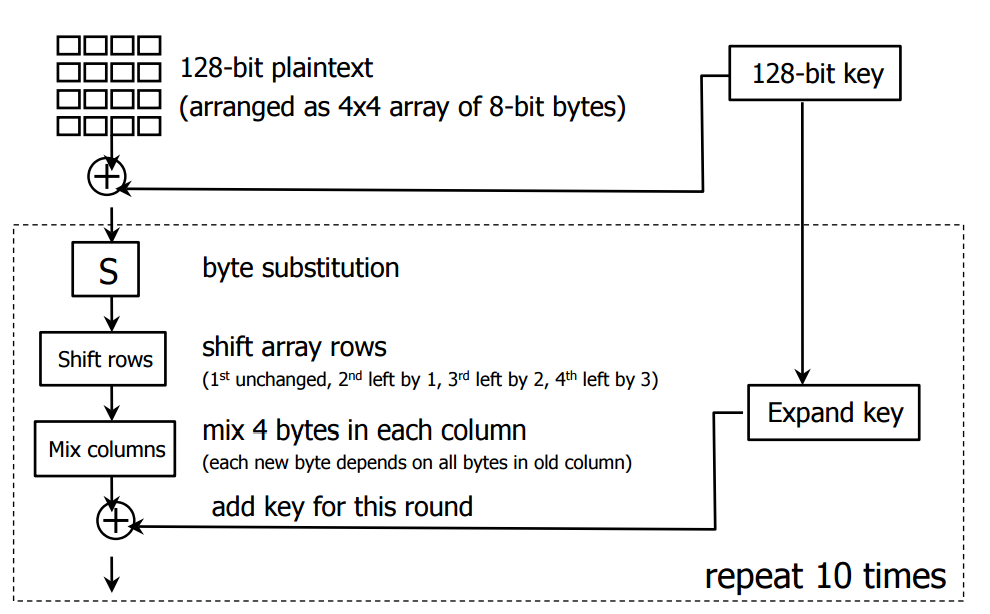 128-bit plaintext
(arranged as 4x4 array of 8-bit bytes)
128-bit key
S
byte substitution
Shift rows
shift array rows
(1st unchanged, 2nd left by 1, 3rd left by 2, 4th left by 3)
Expand key
Mix columns
mix 4 bytes in each column
(each new byte depends on all bytes in old column)
add key for this round
repeat 10 times